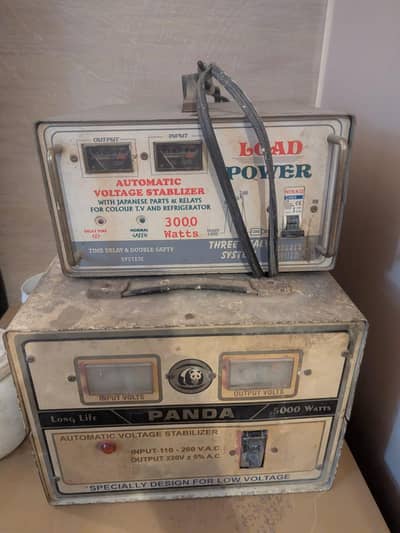 OUTPUT INPUT
LOAD
POWER
AUTOMATIC
VOLTAGE STABLIZER
WITH JAPANESE PARTS & RELAYS
FOR COLOUR T.V AND REFRIGERATOR
NORMAL
3000
Watts
TIME DELAY & DOUBLE SAFTY
SYSTEM
THREE
SYSTEM
INPUT VOLTS
OUTPUT VOLTS
Long Life
PANDA
5000 WATTS
AUTOMATIC VOLTAGE STABILIZER
INPUT-110 - 260 V.A.C.
OUTPUT 220V ± 5% A.C.
"SPECIALLY DESIGN FOR LOW VOLTAGE"